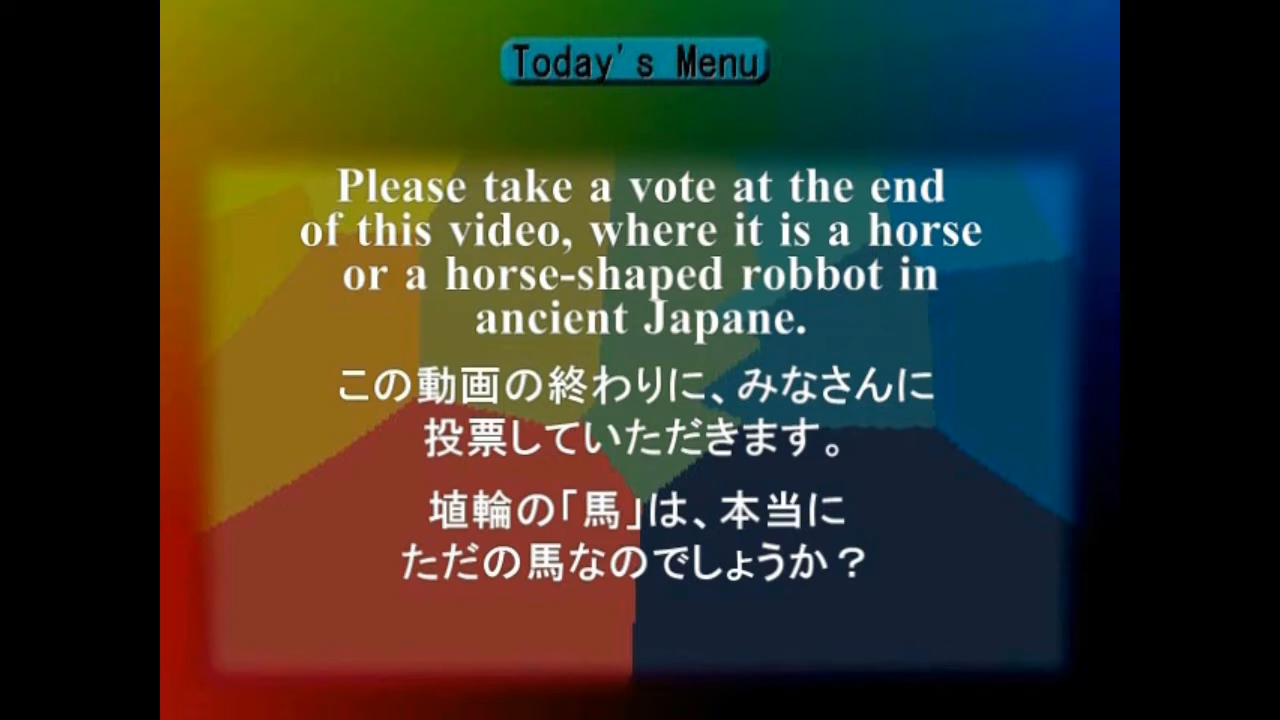 Today's Menu
Please take a vote at the end
of this video, where it is a horse
or a horse-shaped robbot in
ancient Japane.
この動画の終わりに、みなさんに
投票していただきます。
埴輪の「馬」は、本当に
ただの馬なのでしょうか？